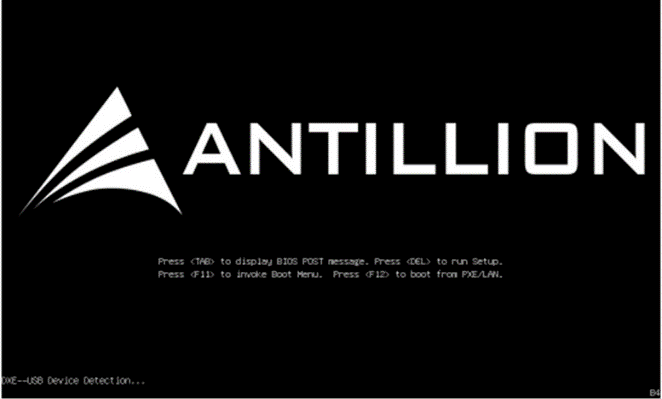 ANTILLION
Press <TAB> to display BIOS POST message. Press <DEL> to run Setup.
Press <F11> to invoke Boot Menu. Press <F12> to boot from PXE/LAN.
DXE--USB Device Detection...
B4